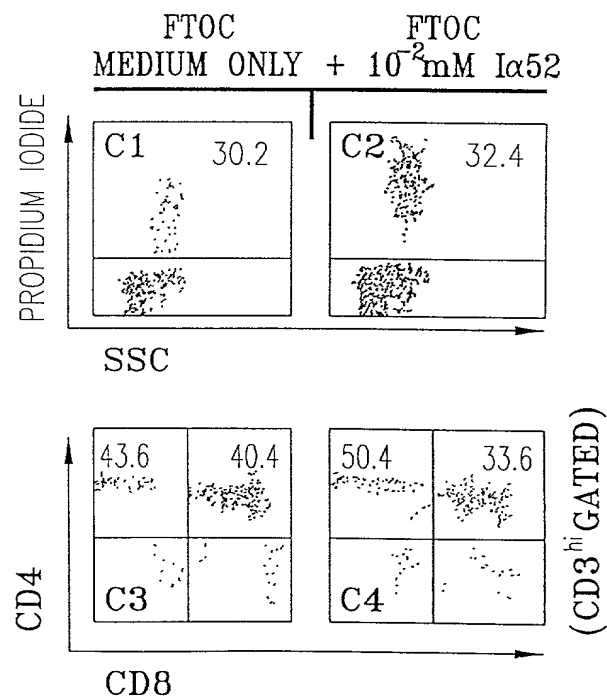 FTOC FTOC
MEDIUM ONLY + 10⁻²mM Iα52
PROPIDIUM IODIDE
C1 30.2
C2 32.4
SSC
CD4
43.6 40.4
C3
50.4 33.6
C4
(CD3ʰⁱ GATED)
CD8